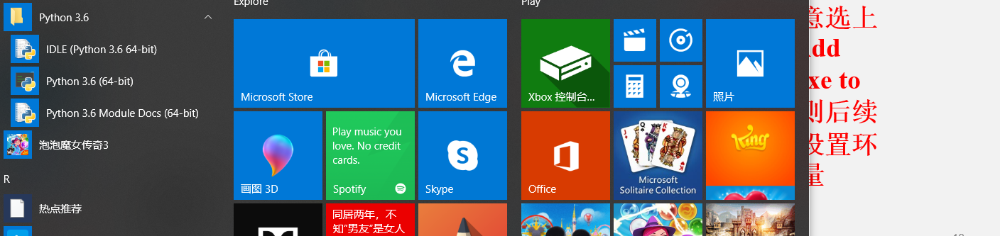 Python 3.6
IDLE (Python 3.6 64-bit)
Python 3.6 (64-bit)
Python 3.6 Module Docs (64-bit)
泡泡魔女传奇3
R
热点推荐
Explore
Microsoft Store
Microsoft Edge
画图 3D
Play music you
love. No credit
cards.
Spotify
Skype
同居两年，不
知“男友”是女人
Play
Xbox 控制台...
照片
Office
Microsoft
Solitaire Collection
King
意选上
dd
xe to
则后续
设置环
量